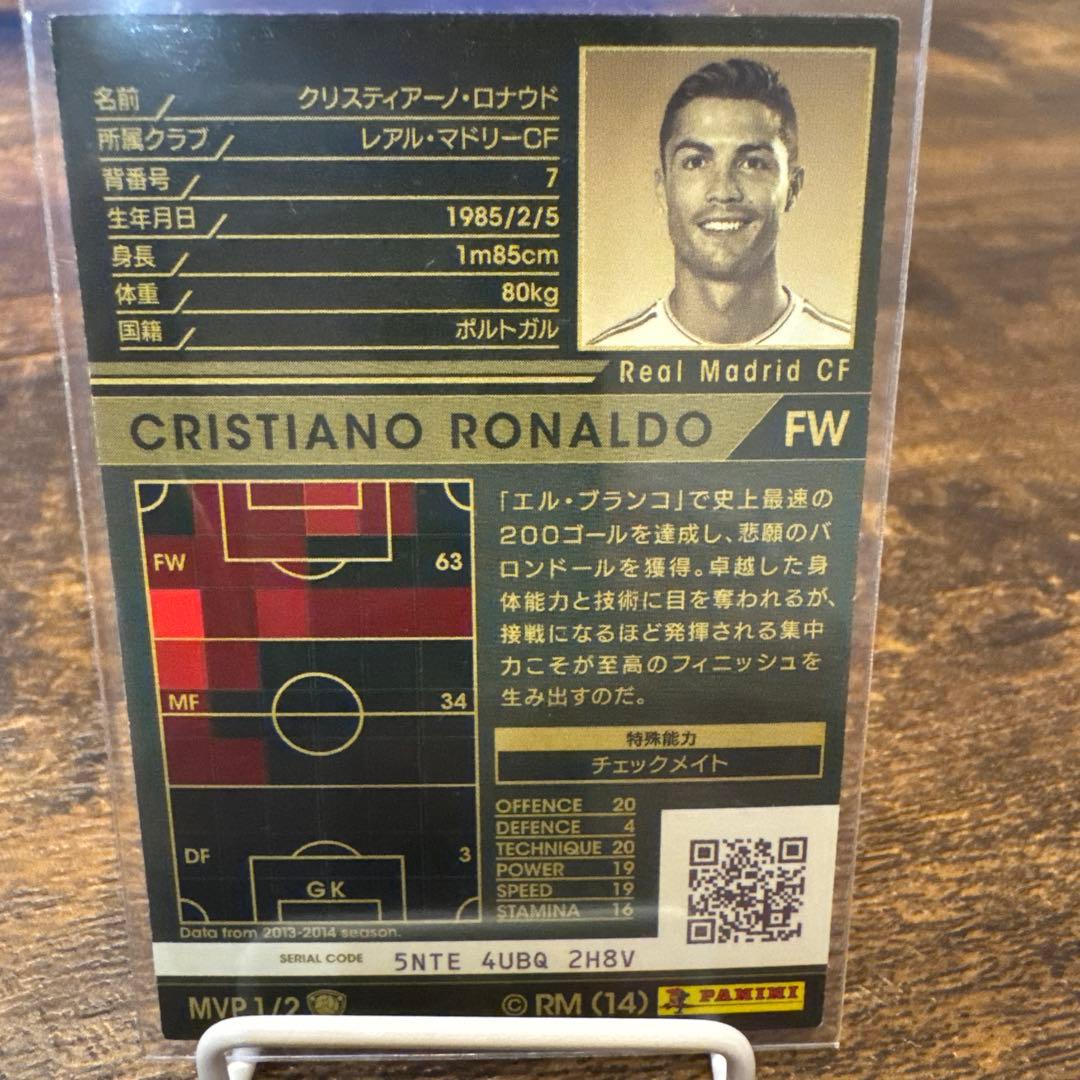 名前 クリスティアーノ・ロナウド
所属クラブ レアル・マドリーCF
背番号 7
生年月日 1985/2/5
身長 1m85cm
体重 80kg
国籍 ポルトガル
Real Madrid CF
CRISTIANO RONALDO FW
FW 63
MF 34
DF 3
GK
Data from 2013-2014 season.
「エル・ブランコ」で史上最速の
200ゴールを達成し、悲願のバ
ロンドールを獲得。卓越した身
体能力と技術に目を奪われるが、
接戦になるほど発揮される集中
力こそが至高のフィニッシュを
生み出すのだ。
特殊能力
チェックメイト
OFFENCE 20
DEFENCE 4
TECHNIQUE 20
POWER 19
SPEED 19
STAMINA 16
SERIAL CODE 5NTE 4UBQ 2H8V
MVP 1/2 © RM (14) PANINI